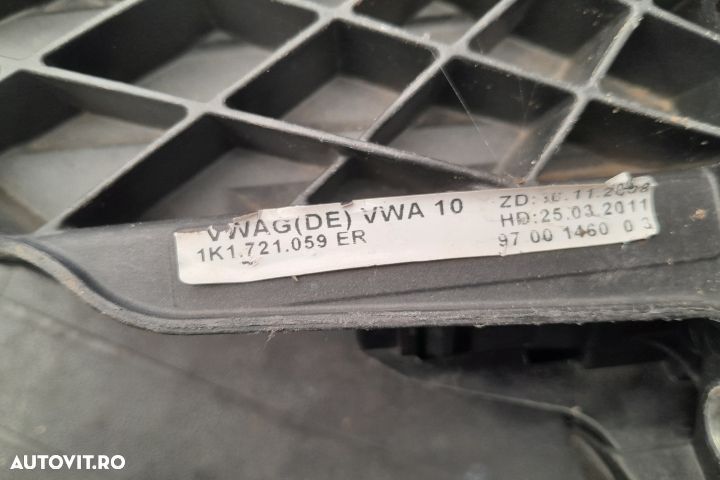 VWAG(DE) VWA 10
1K1.721.059 ER
ZD: .11.
HD:25.03.2011
97 00 1460 0 3
AUTOVIT.RO